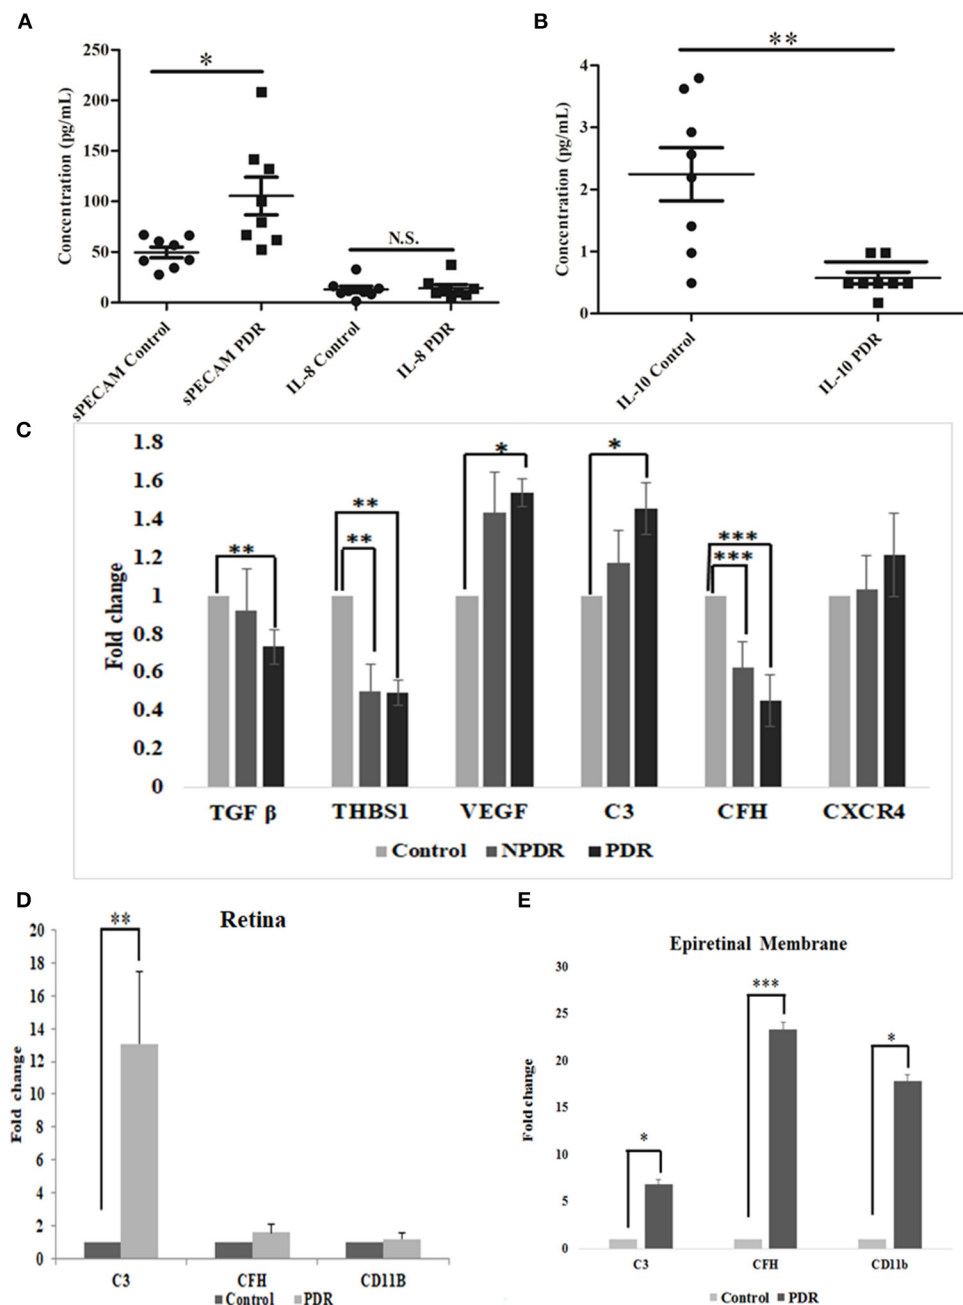 A
Concentration (pg/mL)
250
200
150
100
50
0
*
N.S.
sPECAM Control
sPECAM PDR
IL-8 Control
IL-8 PDR
B
Concentration (pg/mL)
4
3
2
1
0
**
IL-10 Control
IL-10 PDR
C
Fold change
1.8
1.6
1.4
1.2
1
0.8
0.6
0.4
0.2
0
**
**
**
*
*
***
***
TGF β THBS1 VEGF C3 CFH CXCR4
Control NPDR PDR
D
Retina
Fold change
20
18
16
14
12
10
8
6
4
2
0
**
C3 CFH CD11B
Control PDR
E
Epiretinal Membrane
Fold change
30
25
20
15
10
5
0
*
***
*
C3 CFH CD11b
Control PDR